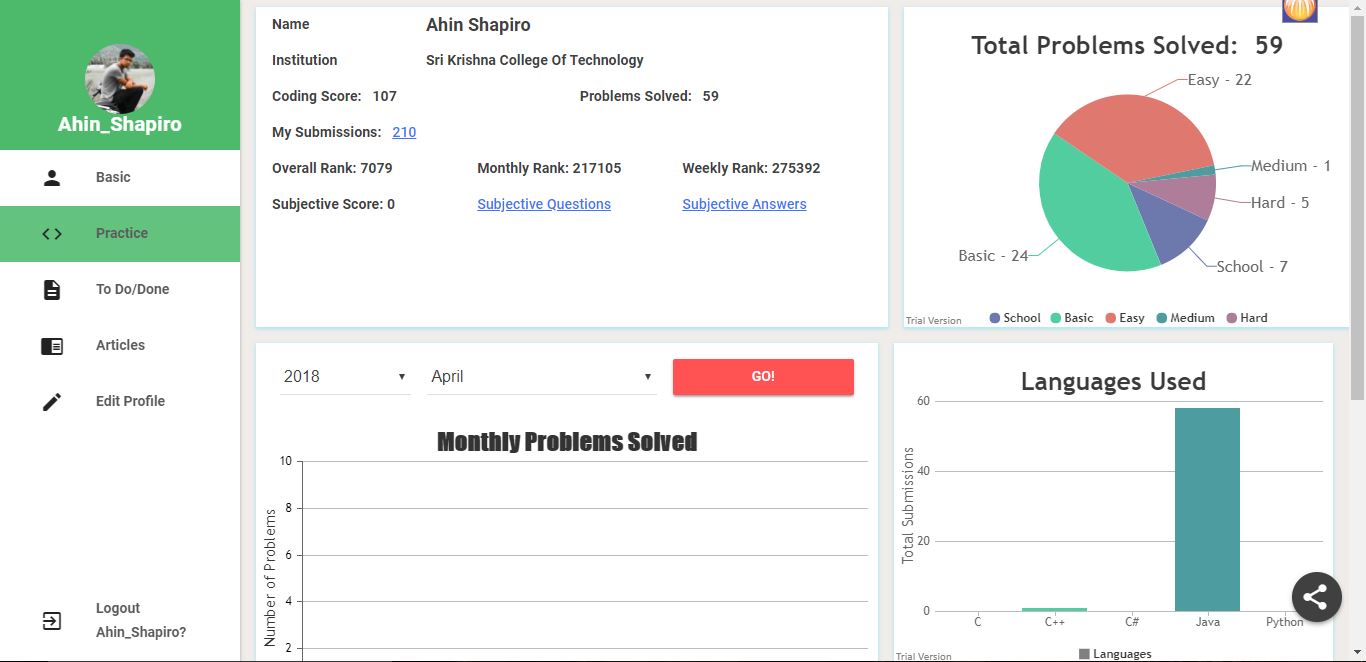 Ahin_Shapiro
Basic
Practice
To Do/Done
Articles
Edit Profile
Logout
Ahin_Shapiro?
Name Ahin Shapiro
Institution Sri Krishna College Of Technology
Coding Score: 107 Problems Solved: 59
My Submissions: 210
Overall Rank: 7079 Monthly Rank: 217105 Weekly Rank: 275392
Subjective Score: 0 Subjective Questions Subjective Answers
Total Problems Solved: 59
Easy - 22
Medium - 1
Hard - 5
Basic - 24
School - 7
Trial Version
School Basic Easy Medium Hard
2018 ▼ April ▼ GO!
Monthly Problems Solved
Number of Problems
10
8
6
4
2
Languages Used
Total Submissions
60
40
20
0
C C++ C# Java Python
Languages
Trial Version